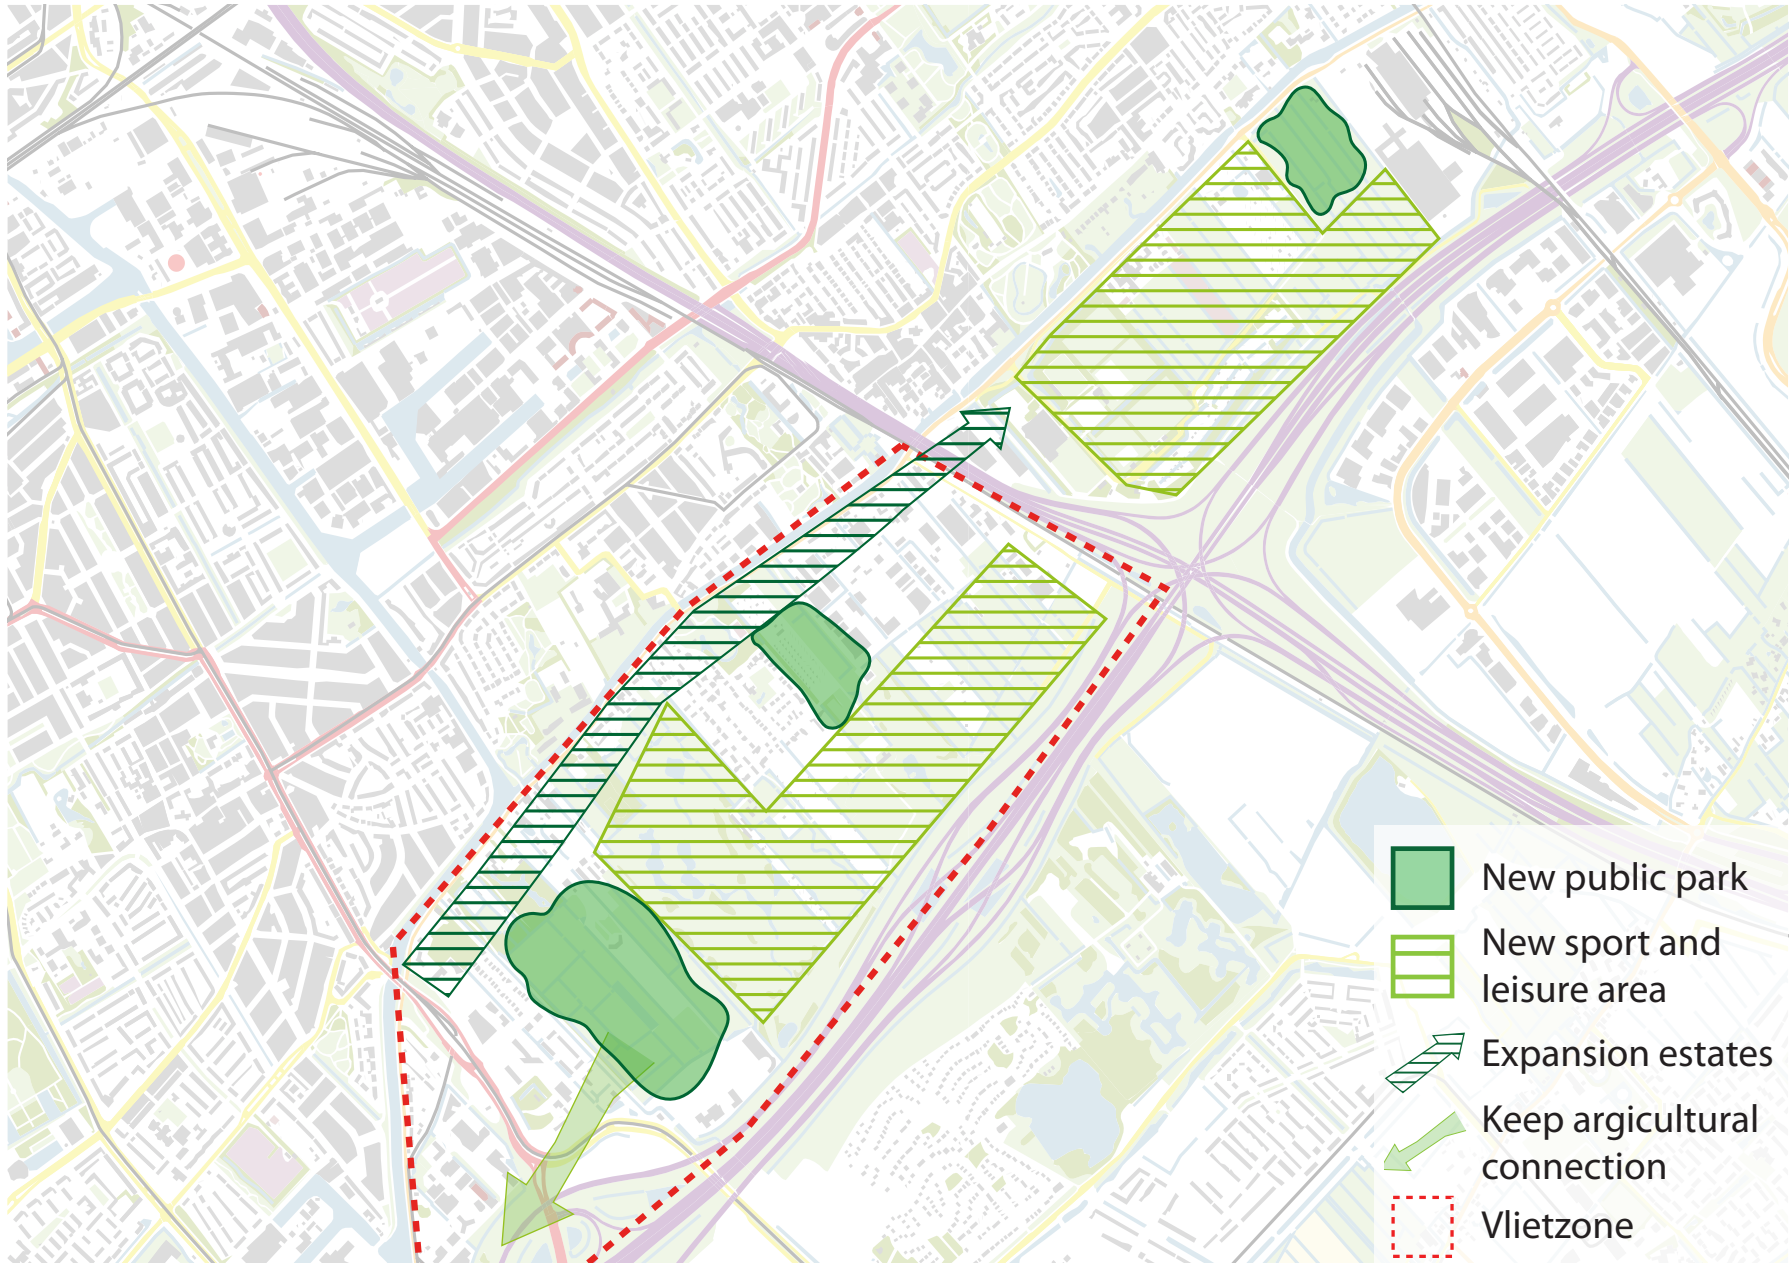 New public park
New sport and
leisure area
Expansion estates
Keep argicultural
connection
Vlietzone